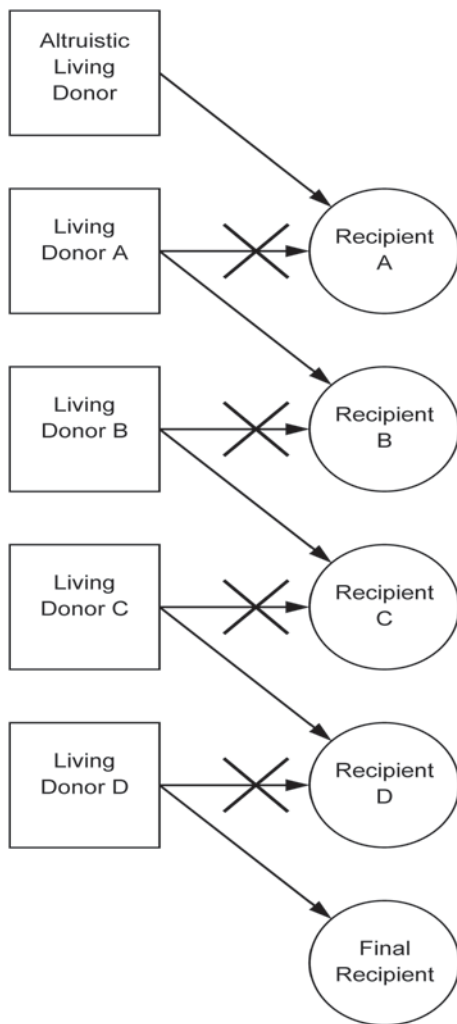 Altruistic
Living
Donor
Living
Donor A
Recipient
A
Living
Donor B
Recipient
B
Living
Donor C
Recipient
C
Living
Donor D
Recipient
D
Final
Recipient